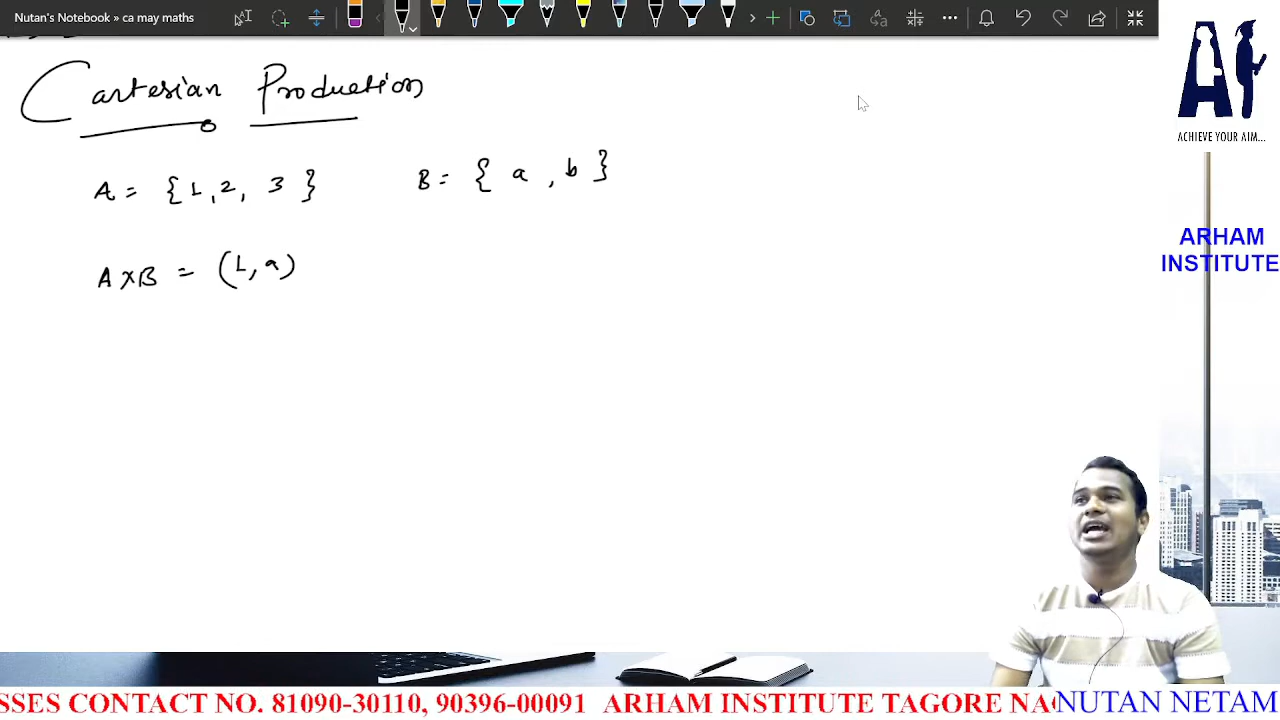 Nutan's Notebook » ca may maths
Cartesian Production
A = {1, 2, 3} B = {a, b}
A×B = (1, a)
ACHIEVE YOUR AIM...
ARHAM
INSTITUTE
SSES CONTACT NO. 81090-30110, 90396-00091 ARHAM INSTITUTE TAGORE NA
NUTAN NETAM